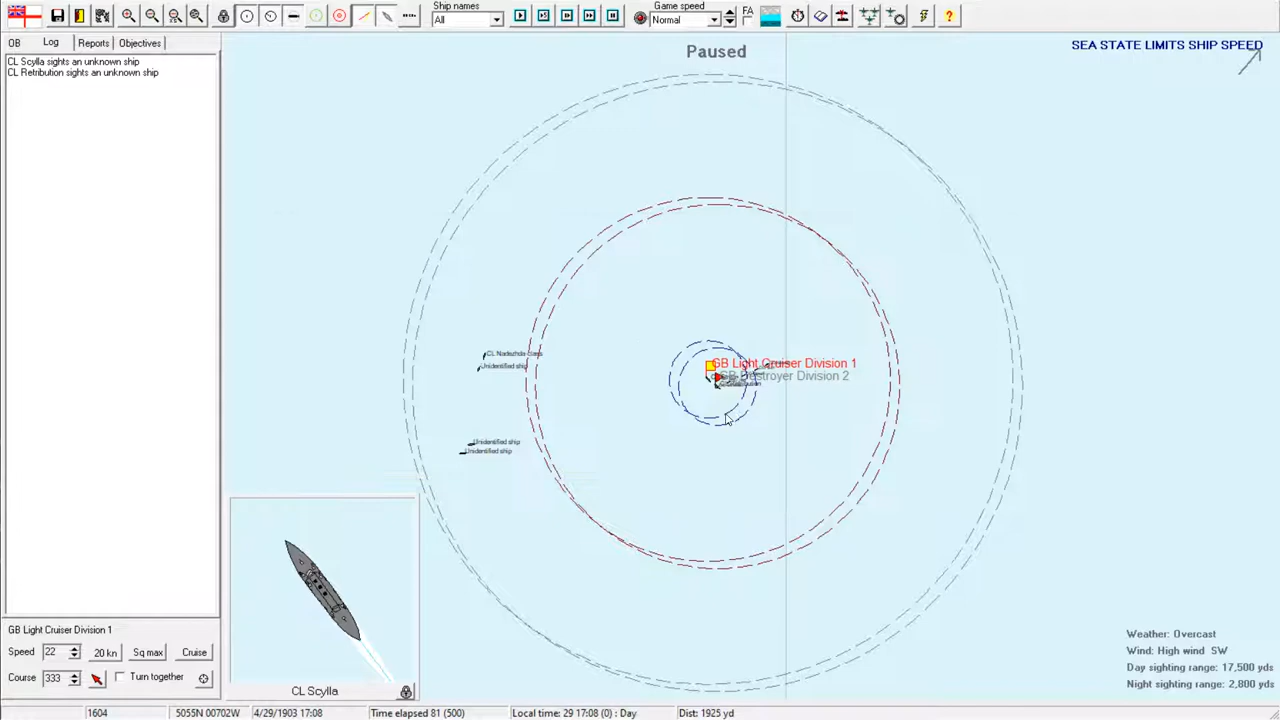 Ship names
All
Game speed
Normal
FA
OB
Log
Reports
Objectives
Paused
SEA STATE LIMITS SHIP SPEED
CL Scylla sights an unknown ship
CL Retribution sights an unknown ship
CL Nadezhda class
Unidentified ship
GB Light Cruiser Division 1
GB Destroyer Division 2
Unidentified ship
Unidentified ship
GB Light Cruiser Division 1
Speed 22 20 kn Sq max Cruise
Course 333 Turn together
CL Scylla
Weather: Overcast
Wind: High wind SW
Day sighting range: 17,500 yds
Night sighting range: 2,800 yds
1604 5055N 00702W 4/29/1903 17:08 Time elapsed 81 (500) Local time: 29 17:08 (0) : Day Dist: 1925 yd